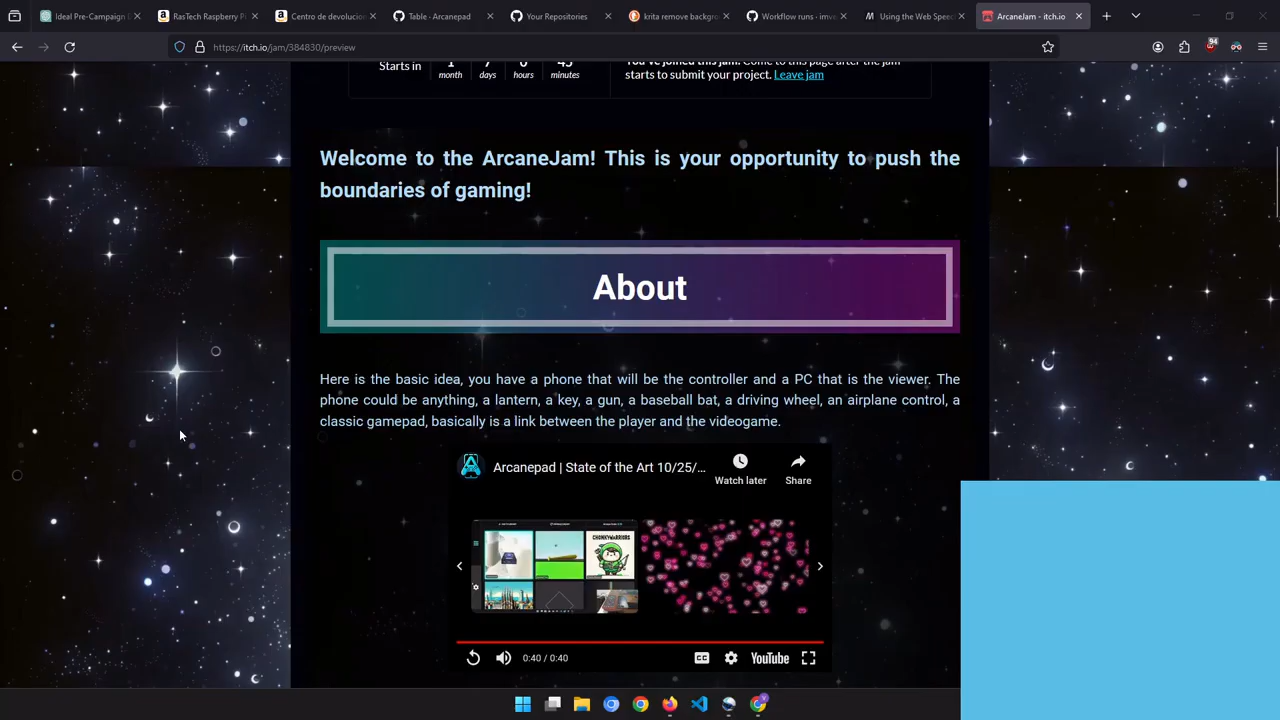 Ideal Pre-Campaign
RasTech Raspberry Pi
Centro de devolucion
Table · Arcanepad
Your Repositories
krita remove backgro
Workflow runs · imve
Using the Web Speec
ArcaneJam - itch.io
https://itch.io/jam/384830/preview
94
Starts in
1
7
0
45
month
days
hours
minutes
You've joined this jam! Come to this page after the jam
starts to submit your project. Leave jam
Welcome to the ArcaneJam! This is your opportunity to push the
boundaries of gaming!
About
Here is the basic idea, you have a phone that will be the controller and a PC that is the viewer. The
phone could be anything, a lantern, a key, a gun, a baseball bat, a driving wheel, an airplane control, a
classic gamepad, basically is a link between the player and the videogame.
Arcanepad | State of the Art 10/25/...
Watch later
Share
CHONKYWARRIORS
0:40 / 0:40
CC
YouTube